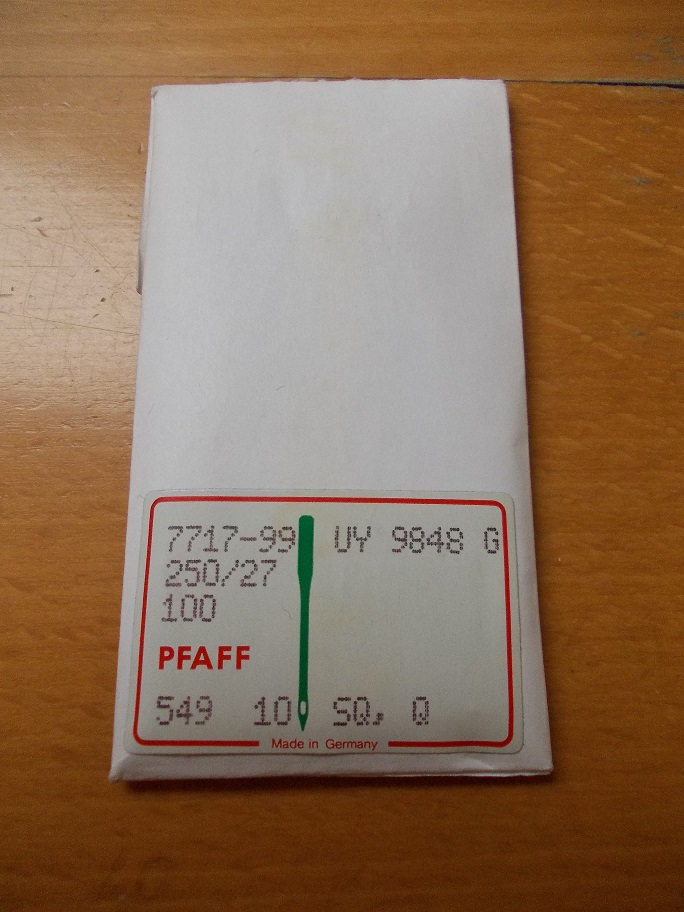 7717-99 UY 9848 G
250/27
100
PFAFF
549 10 SQ, Q
Made in Germany